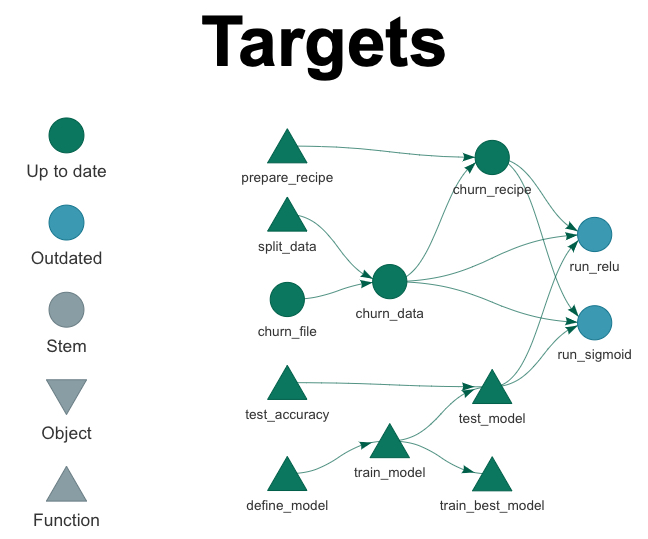 Targets
Up to date
Outdated
Stem
Object
Function
prepare_recipe
churn_recipe
split_data
run_relu
churn_data
churn_file
run_sigmoid
test_accuracy
test_model
train_model
define_model
train_best_model